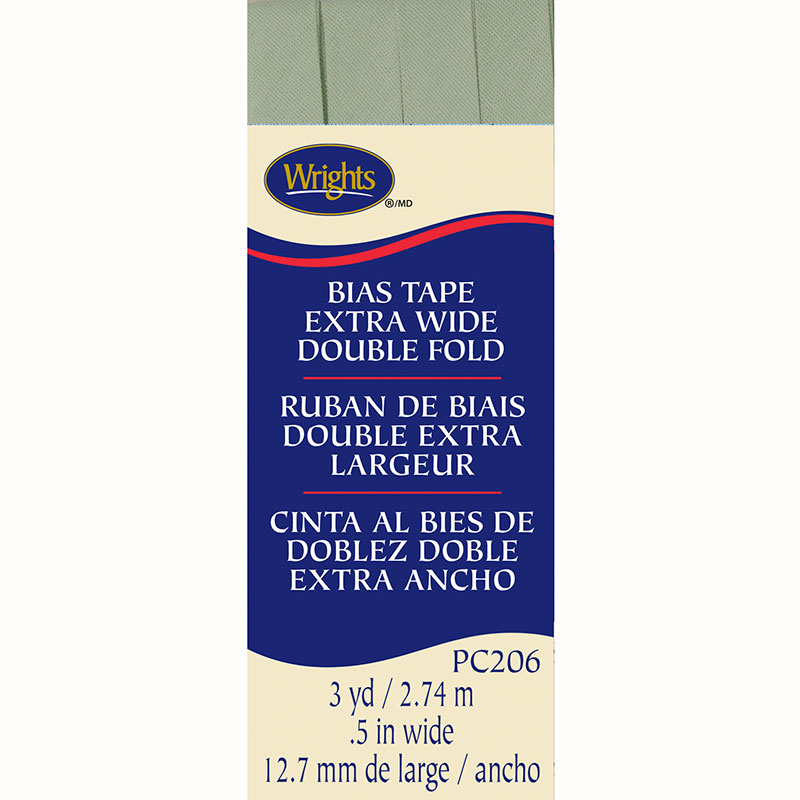 Wrights
®/MD
BIAS TAPE
EXTRA WIDE
DOUBLE FOLD
RUBAN DE BIAIS
DOUBLE EXTRA
LARGEUR
CINTA AL BIES DE
DOBLEZ DOBLE
EXTRA ANCHO
PC206
3 yd / 2.74 m
.5 in wide
12.7 mm de large / ancho